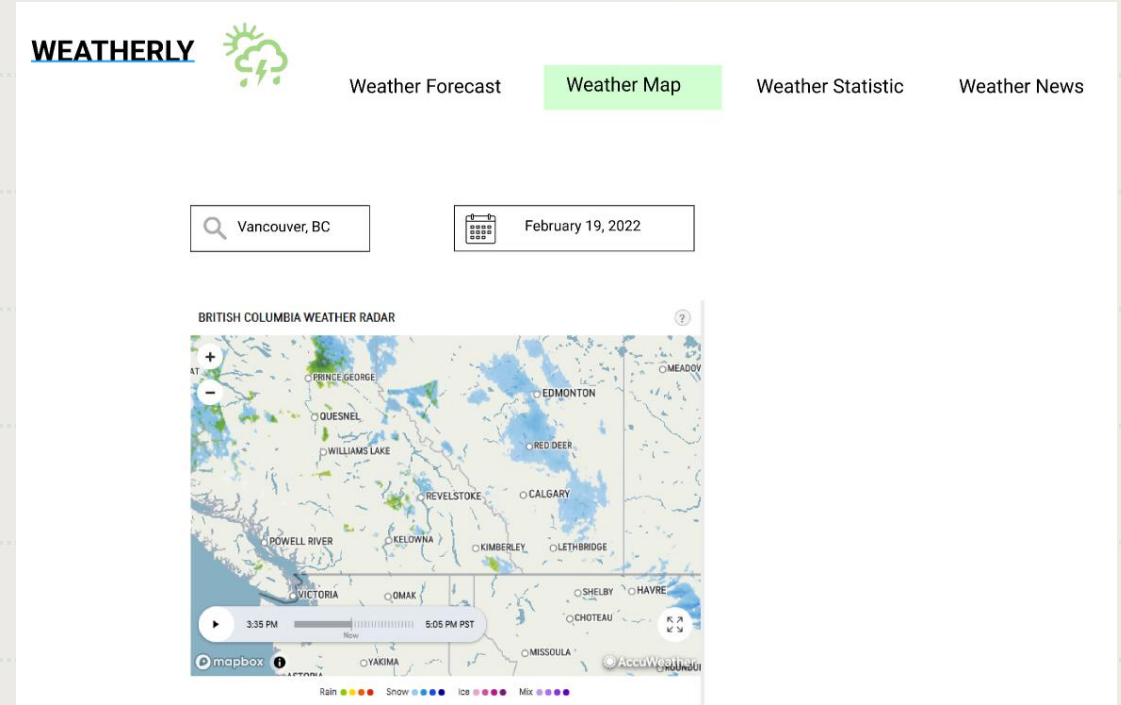 WEATHERLY
Weather Forecast
Weather Map
Weather Statistic
Weather News
Vancouver, BC
February 19, 2022
BRITISH COLUMBIA WEATHER RADAR
?
+
AT
PRINCE GEORGE
MEADOW
−
EDMONTON
QUESNEL
RED DEER
WILLIAMS LAKE
REVELSTOKE
CALGARY
POWELL RIVER
KELOWNA
KIMBERLEY
LETHBRIDGE
VICTORIA
OMAK
SHELBY
HAVRE
CHOTEAU
3:35 PM
5:05 PM PST
Now
MISSOULA
mapbox
i
YAKIMA
AccuWeather
ASTORIA
Rain
Snow
Ice
Mix